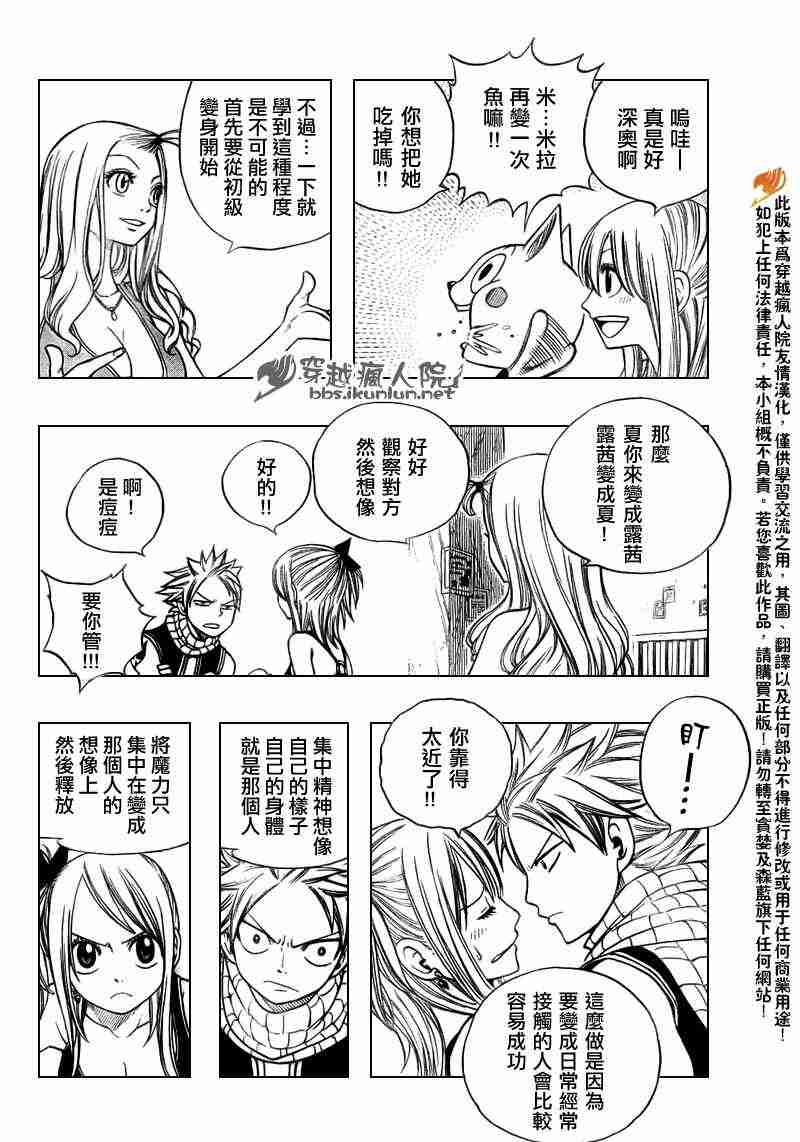 嗚哇—
真是好
深奧啊
米…米拉
再變一次
魚嘛!!
你想把她
吃掉嗎!!
不過…一下就
學到這種程度
是不可能的
首先要從初級
變身開始
那麼
夏你來變成露茜
露茜變成夏!
好好
觀察對方
然後想像
好的!!
啊!
是痘痘
要你管!!!
盯—…
你靠得
太近了!!
這麼做是因為
要變成日常經常
接觸的人會比較
容易成功
集中精神想像
自己的樣子
自己的身體
就是那個人
將魔力只
集中在變成
那個人的
想像上
然後釋放
穿越瘋人院
bbs.ikunlun.net
此版本爲穿越瘋人院友情漢化，僅供學習交流之用，其圖、翻譯以及任何部分不得進行修改或用于任何商業用途！
如犯上任何法律責任，本小組概不負責。若您喜歡此作品，請購買正版！請勿轉至貪婪及森藍旗下任何網站！